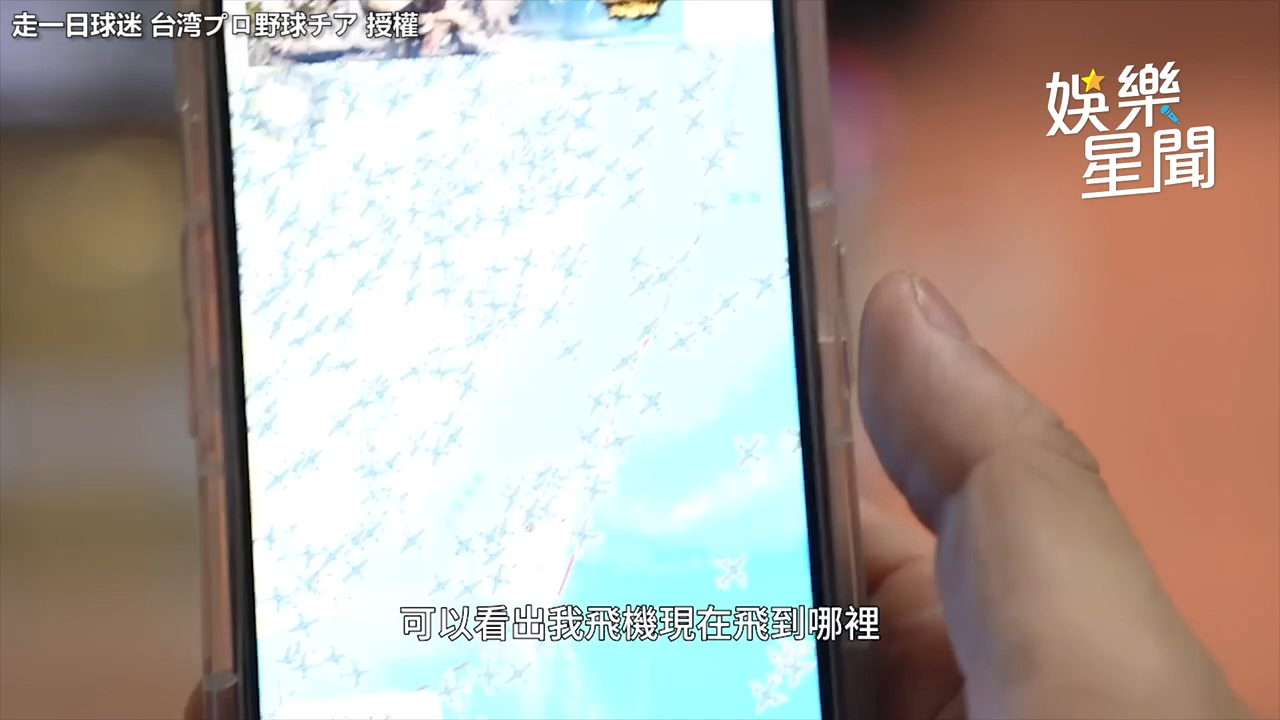 走一日球迷 台湾プロ野球チア 授權
娛樂
星聞
可以看出我飛機現在飛到哪裡